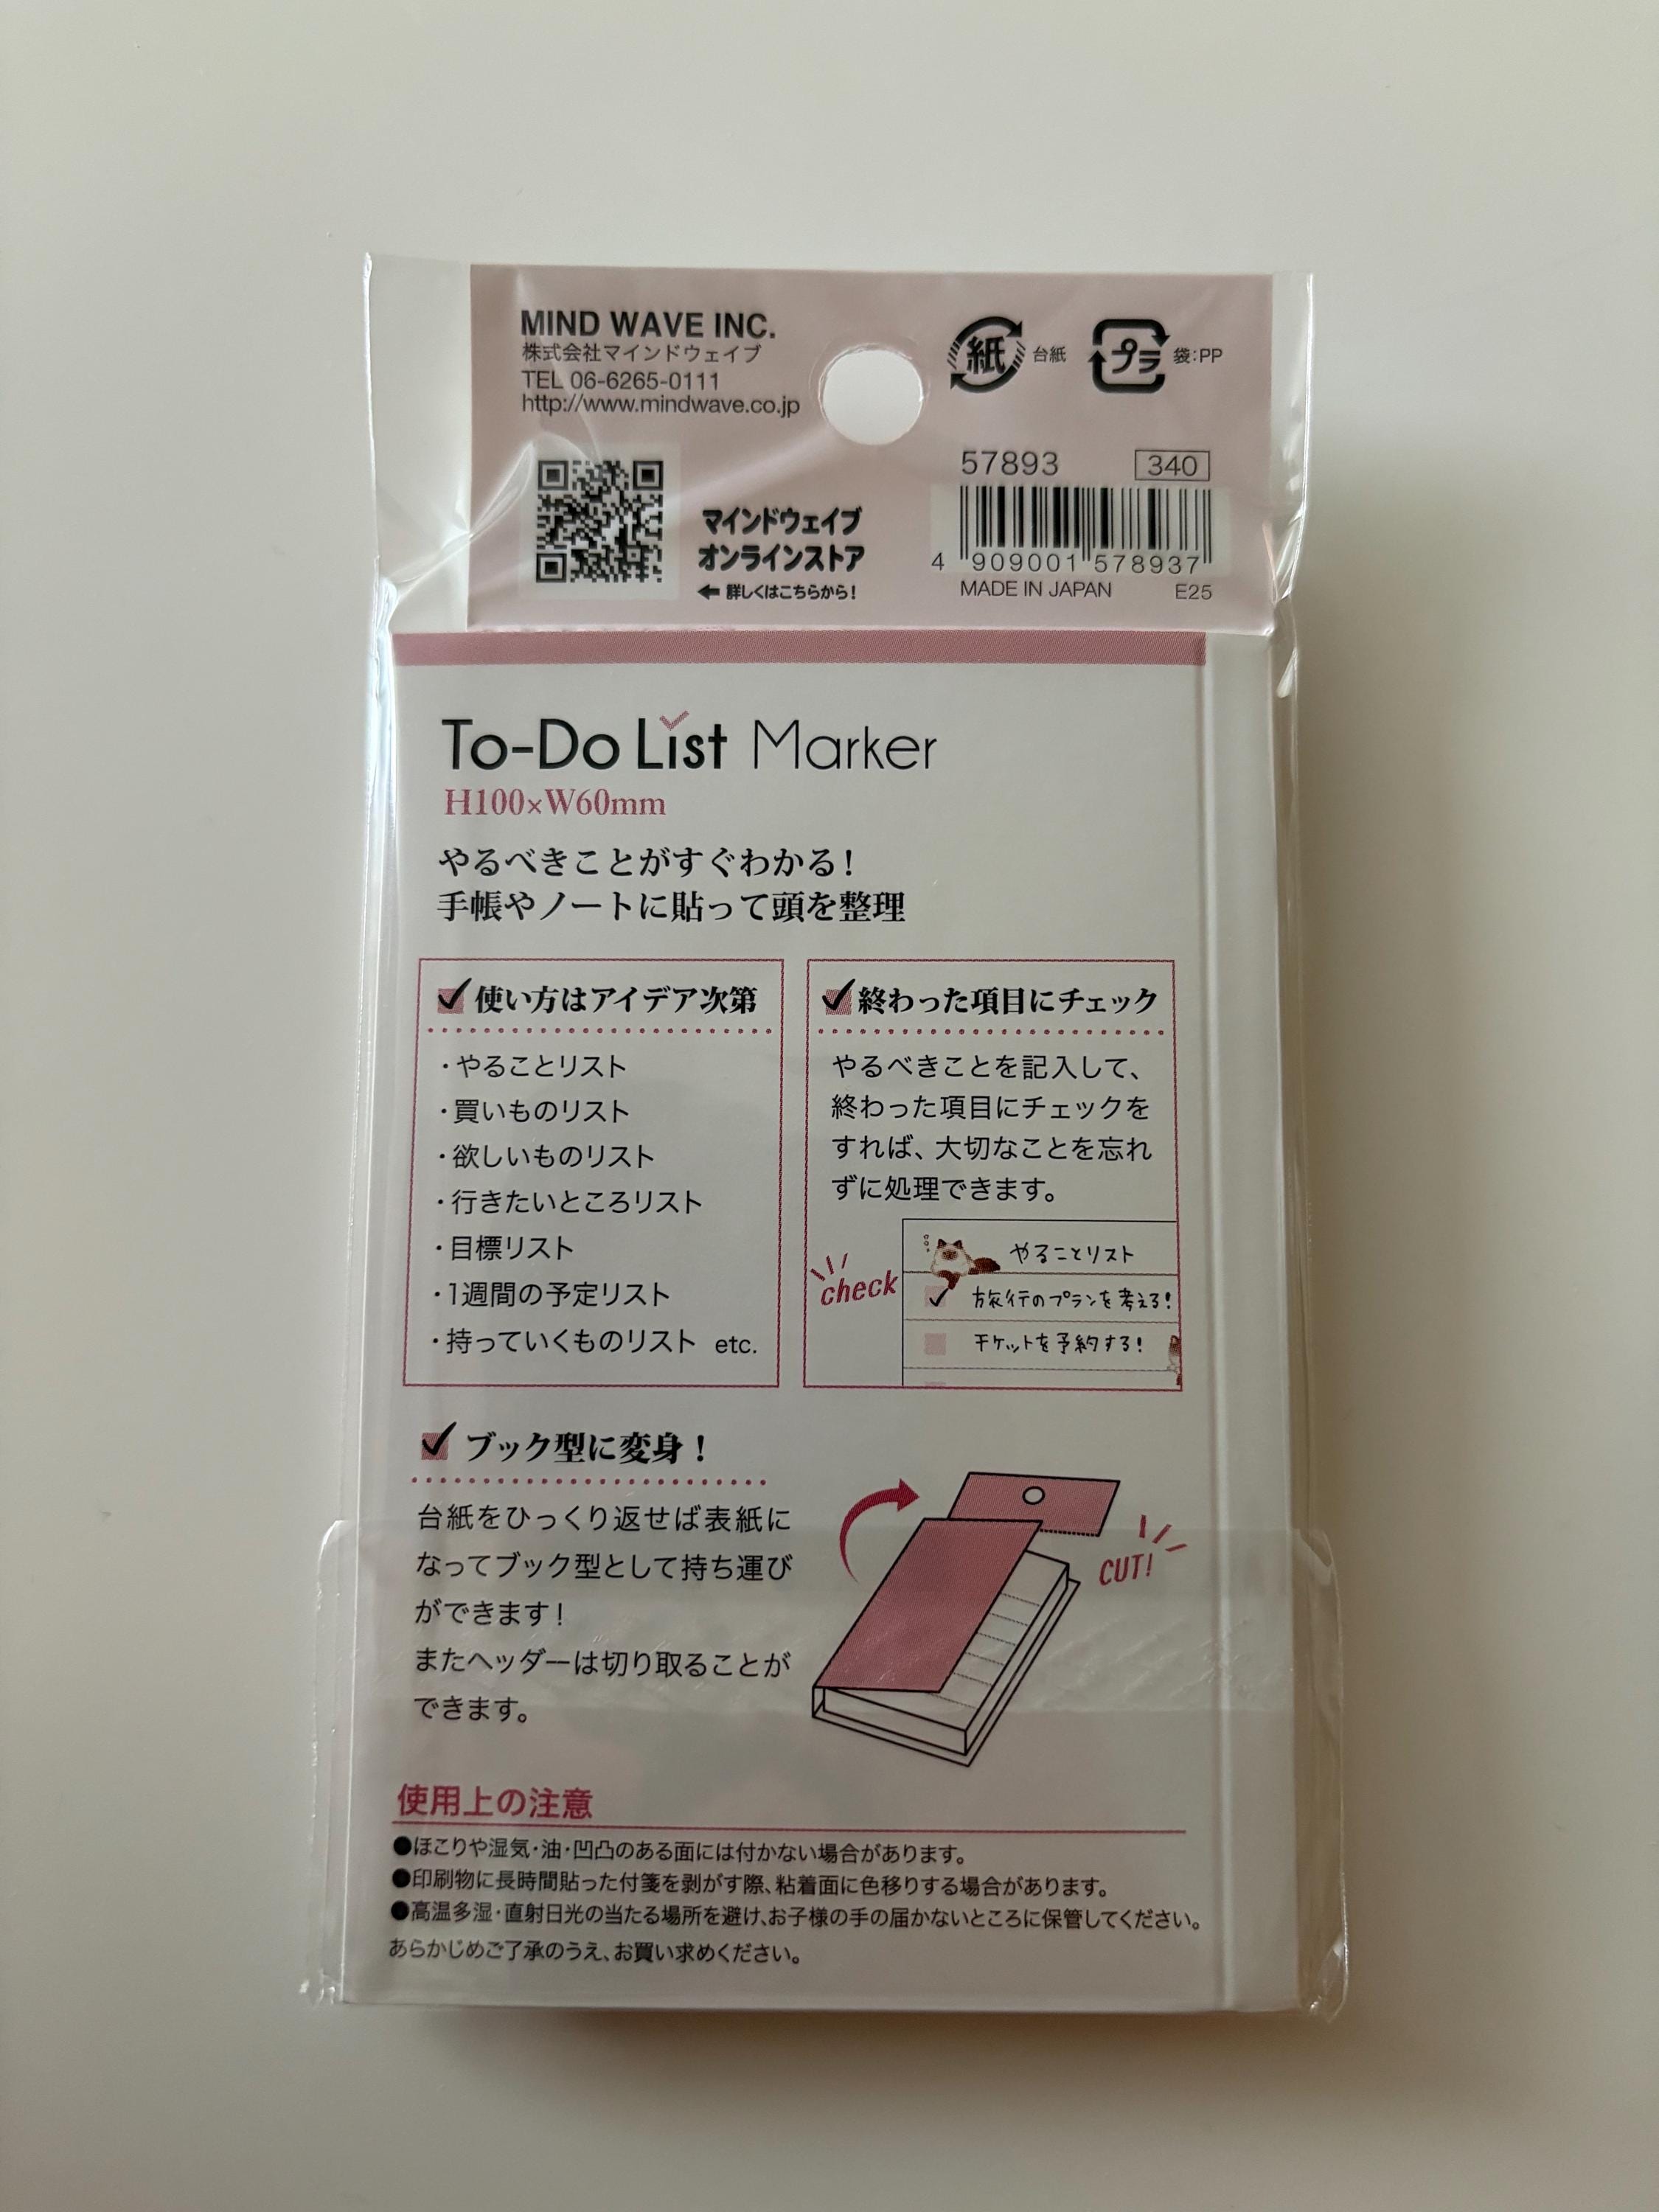 MIND WAVE INC.
株式会社マインドウェイブ
TEL 06-6265-0111
http://www.mindwave.co.jp
紙 台紙
プラ 袋:PP
マインドウェイブ
オンラインストア
← 詳しくはこちらから!
57893 340
4 909001 578937
MADE IN JAPAN E25
To-Do List Marker
H100×W60mm
やるべきことがすぐわかる!
手帳やノートに貼って頭を整理
使い方はアイデア次第
・やることリスト
・買いものリスト
・欲しいものリスト
・行きたいところリスト
・目標リスト
・1週間の予定リスト
・持っていくものリスト etc.
終わった項目にチェック
やるべきことを記入して、
終わった項目にチェックを
すれば、大切なことを忘れ
ずに処理できます。
check
やることリスト
旅行のプランを考える!
チケットを予約する!
ブック型に変身!
台紙をひっくり返せば表紙に
なってブック型として持ち運び
ができます!
またヘッダーは切り取ることが
できます。
CUT!
使用上の注意
●ほこりや湿気・油・凹凸のある面には付かない場合があります。
●印刷物に長時間貼った付箋を剥がす際、粘着面に色移りする場合があります。
●高温多湿・直射日光の当たる場所を避け、お子様の手の届かないところに保管してください。
あらかじめご了承のうえ、お買い求めください。